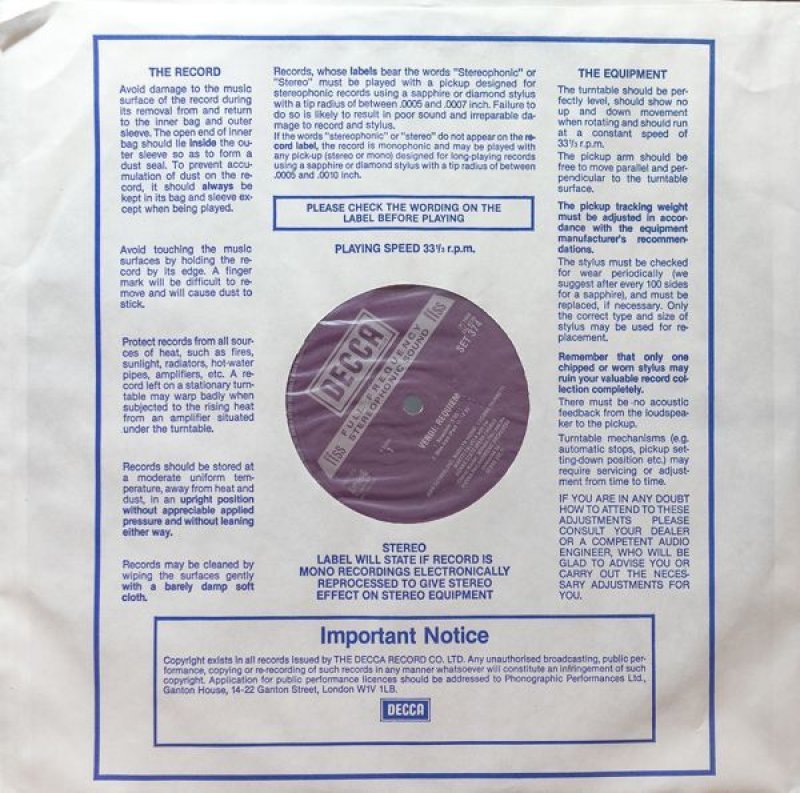 THE RECORD
Avoid damage to the music
surface of the record during
its removal from and return
to the inner bag and outer
sleeve. The open end of inner
bag should lie inside the ou-
ter sleeve so as to form a
dust seal. To prevent accu-
mulation of dust on the re-
cord, it should always be
kept in its bag and sleeve ex-
cept when being played.
Avoid touching the music
surfaces by holding the re-
cord by its edge. A finger
mark will be difficult to re-
move and will cause dust to
stick.
Protect records from all sour-
ces of heat, such as fires,
sunlight, radiators, hot-water
pipes, amplifiers, etc. A re-
cord left on a stationary turn-
table may warp badly when
subjected to the rising heat
from an amplifier situated
under the turntable.
Records should be stored at
a moderate uniform tem-
perature, away from heat and
dust, in an upright position
without appreciable applied
pressure and without leaning
either way.
Records may be cleaned by
wiping the surfaces gently
with a barely damp soft
cloth.
Records, whose labels bear the words "Stereophonic" or
"Stereo" must be played with a pickup designed for
stereophonic records using a sapphire or diamond stylus
with a tip radius of between .0005 and .0007 inch. Failure to
do so is likely to result in poor sound and irreparable da-
mage to record and stylus.
If the words "stereophonic" or "stereo" do not appear on the re-
cord label, the record is monophonic and may be played with
any pick-up (stereo or mono) designed for long-playing records
using a sapphire or diamond stylus with a tip radius of between
.0005 and .0010 inch.
PLEASE CHECK THE WORDING ON THE
LABEL BEFORE PLAYING
PLAYING SPEED 33⅓ r.p.m.
DECCA
ffss FULL FREQUENCY ffss
STEREOPHONIC SOUND
SET 374
VERDI: REQUIEM
STEREO
LABEL WILL STATE IF RECORD IS
MONO RECORDINGS ELECTRONICALLY
REPROCESSED TO GIVE STEREO
EFFECT ON STEREO EQUIPMENT
THE EQUIPMENT
The turntable should be per-
fectly level, should show no
up and down movement
when rotating and should run
at a constant speed of
33⅓ r.p.m.
The pickup arm should be
free to move parallel and per-
pendicular to the turntable
surface.
The pickup tracking weight
must be adjusted in accor-
dance with the equipment
manufacturer's recommen-
dations.
The stylus must be checked
for wear periodically (we
suggest after every 100 sides
for a sapphire), and must be
replaced, if necessary. Only
the correct type and size of
stylus may be used for re-
placement.
Remember that only one
chipped or worn stylus may
ruin your valuable record col-
lection completely.
There must be no acoustic
feedback from the loudspea-
ker to the pickup.
Turntable mechanisms (e.g.
automatic stops, pickup set-
ting-down position etc.) may
require servicing or adjust-
ment from time to time.
IF YOU ARE IN ANY DOUBT
HOW TO ATTEND TO THESE
ADJUSTMENTS PLEASE
CONSULT YOUR DEALER
OR A COMPETENT AUDIO
ENGINEER, WHO WILL BE
GLAD TO ADVISE YOU OR
CARRY OUT THE NECES-
SARY ADJUSTMENTS FOR
YOU.
Important Notice
Copyright exists in all records issued by THE DECCA RECORD CO. LTD. Any unauthorised broadcasting, public per-
formance, copying or re-recording of such records in any manner whatsoever will constitute an infringement of such
copyright. Application for public performance licences should be addressed to Phonographic Performances Ltd.,
Ganton House, 14-22 Ganton Street, London W1V 1LB.
DECCA